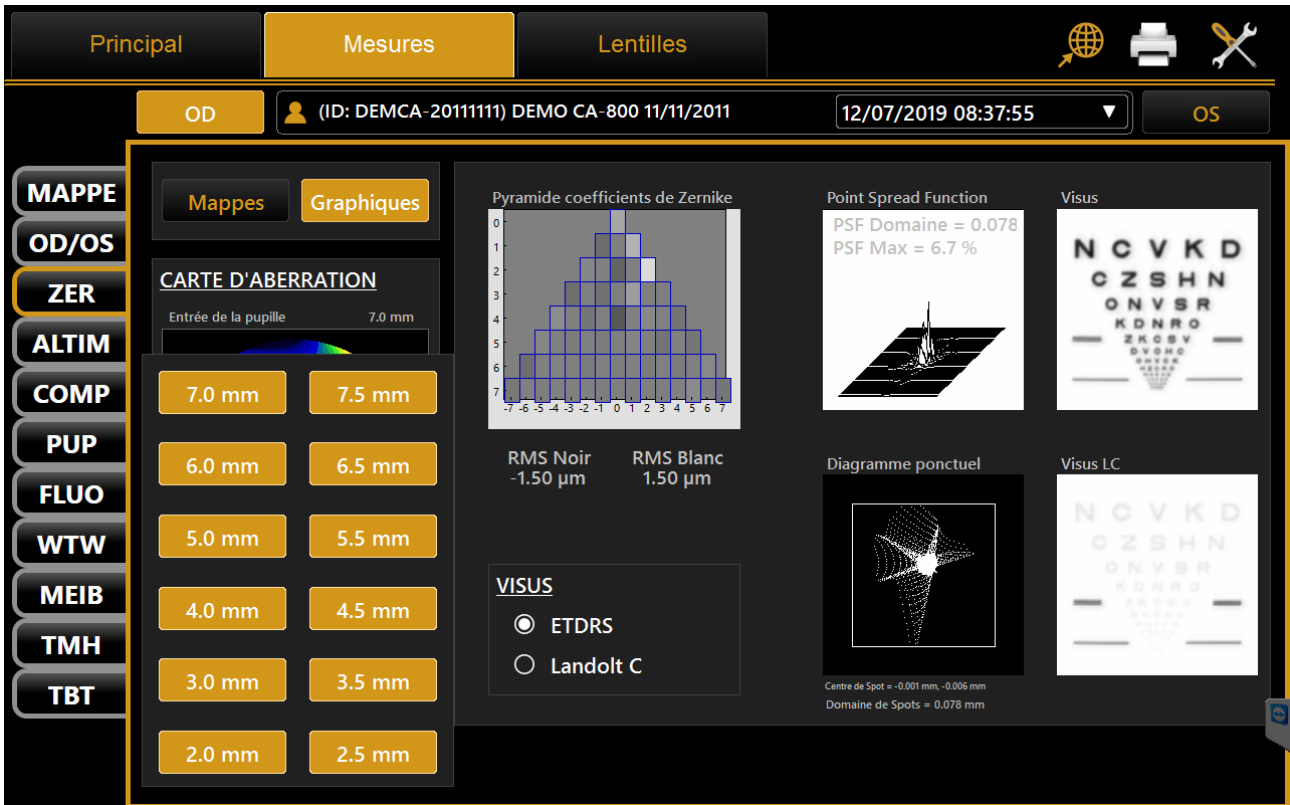 Principal Mesures Lentilles
OD (ID: DEMCA-20111111) DEMO CA-800 11/11/2011 12/07/2019 08:37:55 ▼ OS
MAPPE
OD/OS
ZER
ALTIM
COMP
PUP
FLUO
WTW
MEIB
TMH
TBT
Mappes Graphiques
CARTE D'ABERRATION
Entrée de la pupille 7.0 mm
7.0 mm 7.5 mm
6.0 mm 6.5 mm
5.0 mm 5.5 mm
4.0 mm 4.5 mm
3.0 mm 3.5 mm
2.0 mm 2.5 mm
Pyramide coefficients de Zernike
0
1
2
3
4
5
6
7
-7 -6 -5 -4 -3 -2 -1 0 1 2 3 4 5 6 7
RMS Noir RMS Blanc
-1.50 µm 1.50 µm
VISUS
ETDRS
Landolt C
Point Spread Function
PSF Domaine = 0.078
PSF Max = 6.7 %
Diagramme ponctuel
Centre de Spot = -0.001 mm, -0.006 mm
Domaine de Spots = 0.078 mm
Visus
N C V K D
C Z S H N
O N V S R
K D N R O
Z K C S V
D V O H C
Visus LC
N C V K D
C Z S H N
O N V S R
K D N R O